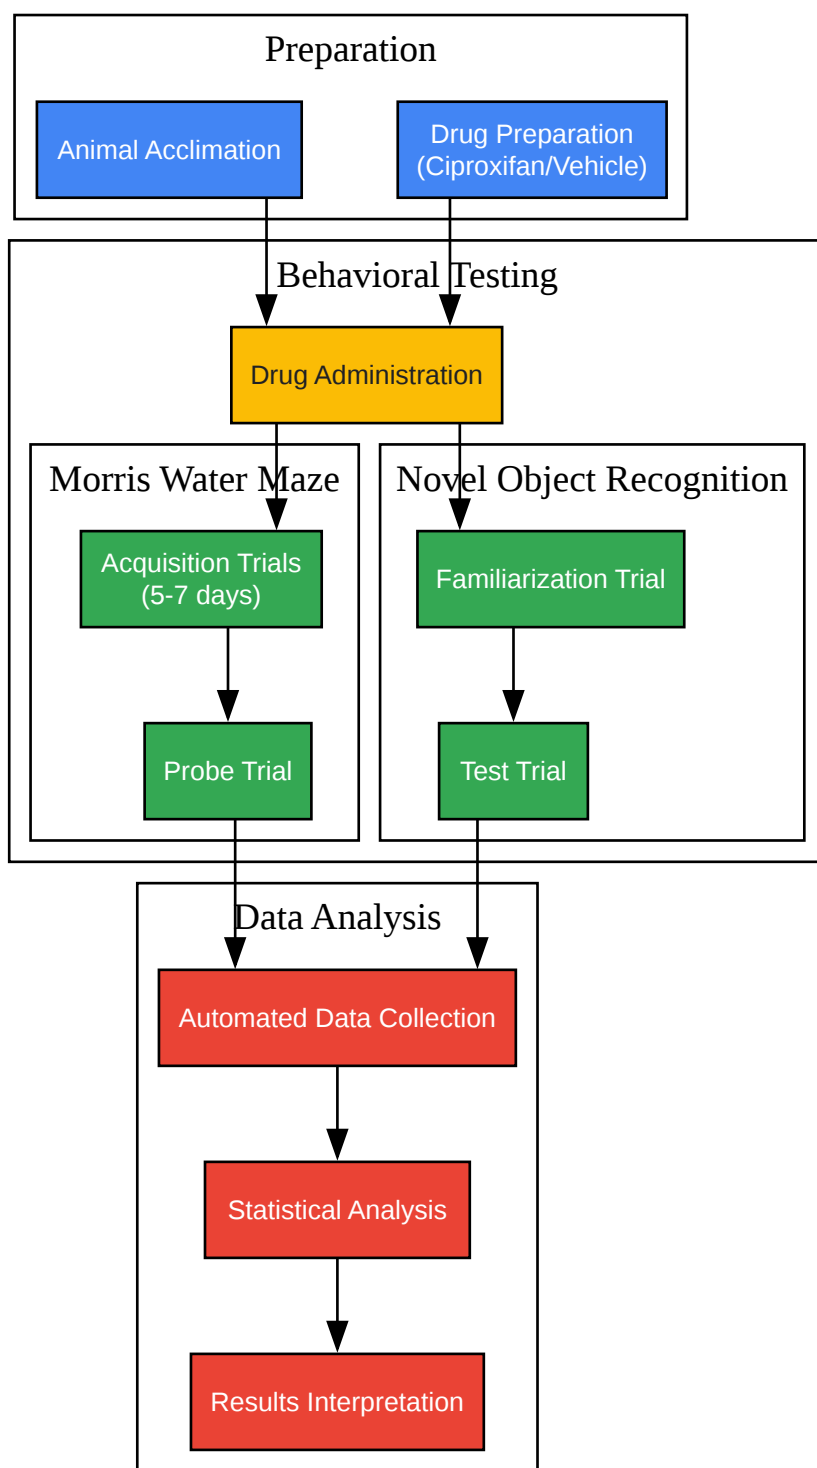 Preparation
Animal Acclimation
Drug Preparation
(Ciproxifan/Vehicle)
Behavioral Testing
Drug Administration
Morris Water Maze
Novel Object Recognition
Acquisition Trials
(5-7 days)
Familiarization Trial
Probe Trial
Test Trial
Data Analysis
Automated Data Collection
Statistical Analysis
Results Interpretation